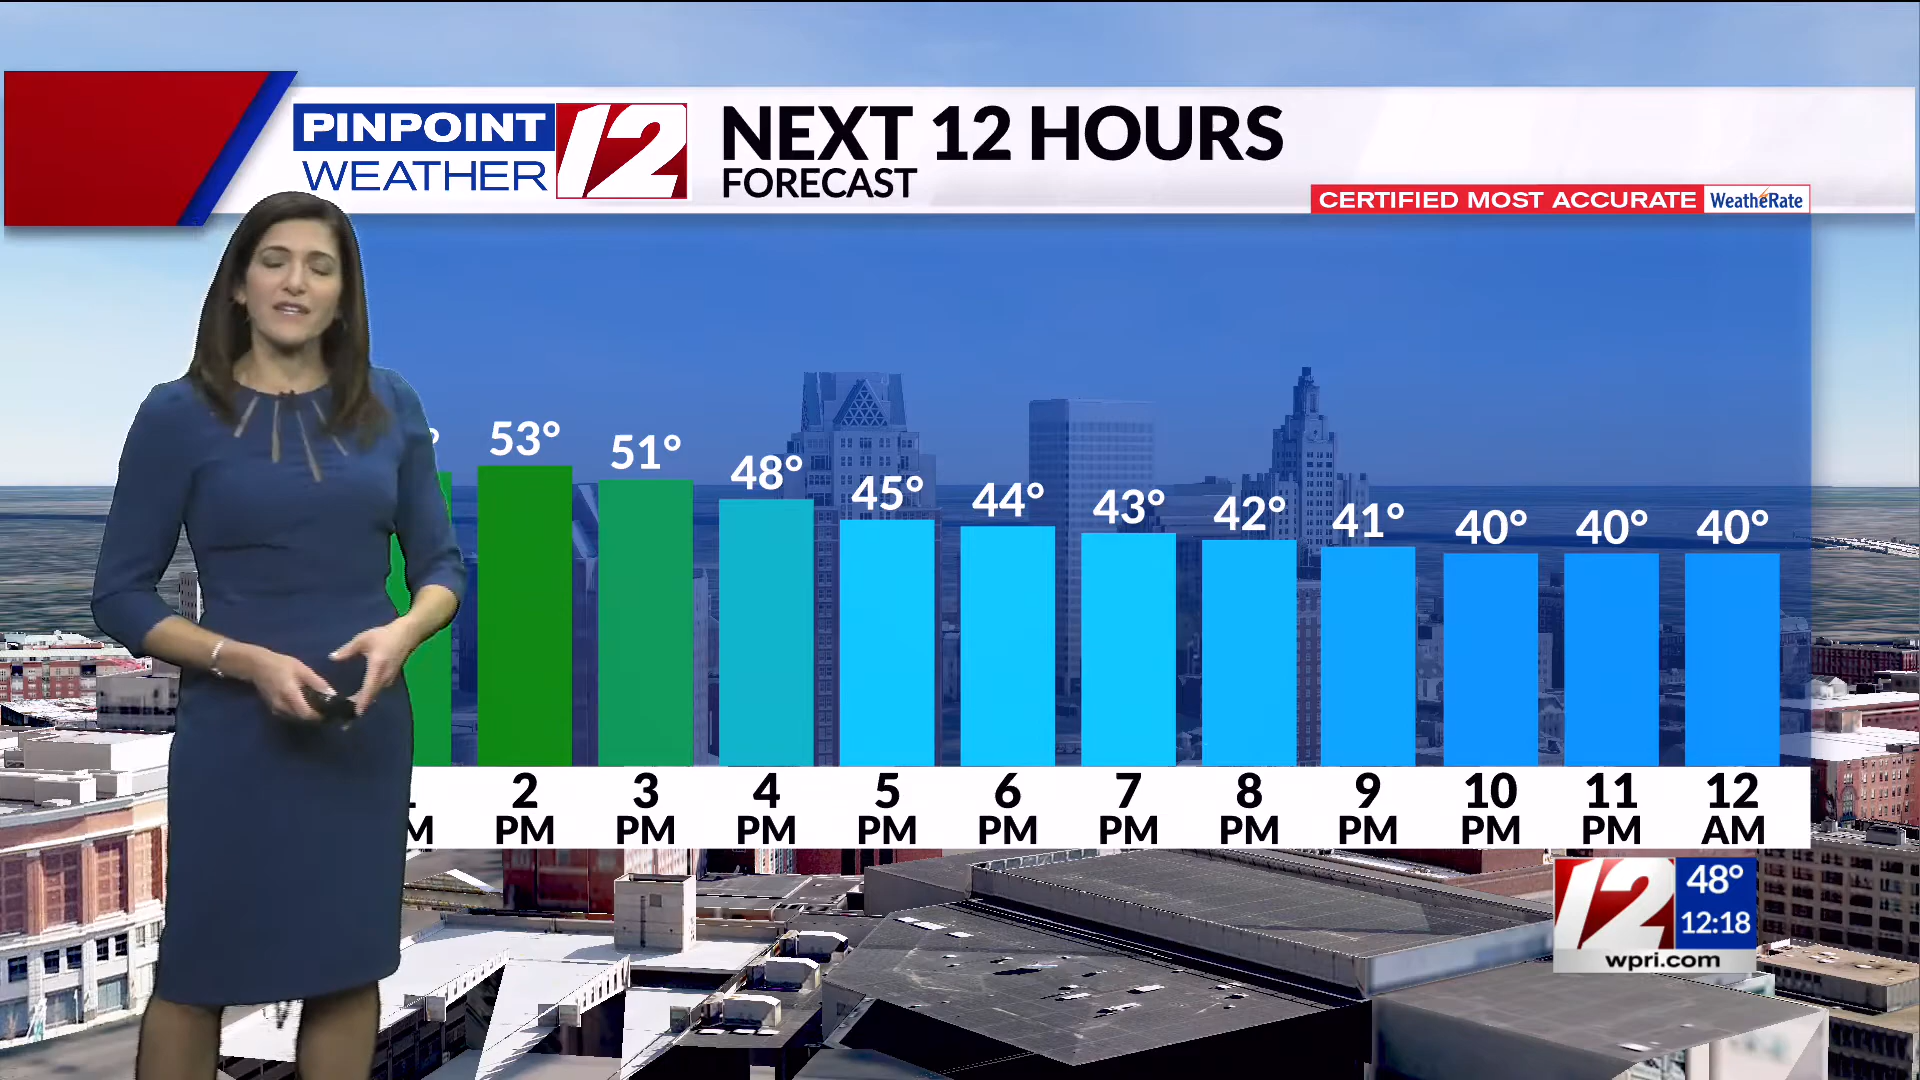 PINPOINT
WEATHER
12
NEXT 12 HOURS
FORECAST
CERTIFIED MOST ACCURATE WeatheRate
53° 51° 48° 45° 44° 43° 42° 41° 40° 40° 40°
2 3 4 5 6 7 8 9 10 11 12
PM PM PM PM PM PM PM PM PM PM AM
12
48°
12:18
wpri.com